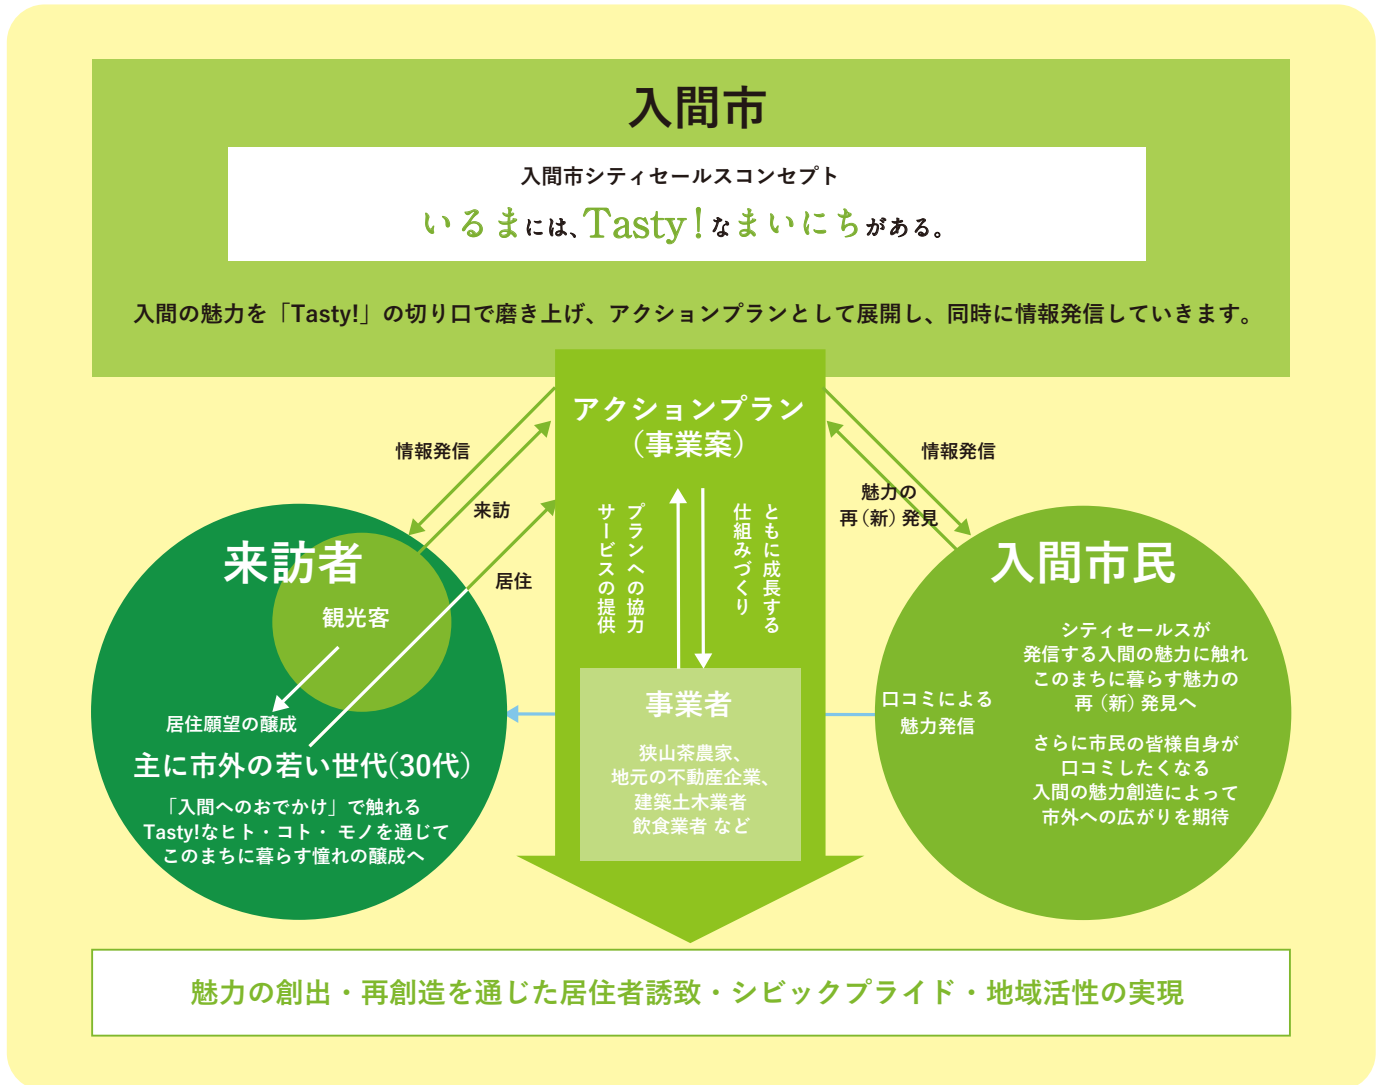 入間市
入間市シティセールスコンセプト
いるまには、Tasty!なまいにちがある。
入間の魅力を「Tasty!」の切り口で磨き上げ、アクションプランとして展開し、同時に情報発信していきます。
アクションプラン
（事業案）
情報発信
来訪
居住
情報発信
魅力の
再（新）発見
プランへの協力
サービスの提供
ともに成長する
仕組みづくり
来訪者
観光客
居住願望の醸成
主に市外の若い世代（30代）
「入間へのおでかけ」で触れる
Tasty!なヒト・コト・ モノを通じて
このまちに暮らす憧れの醸成へ
事業者
狭山茶農家、
地元の不動産企業、
建築土木業者
飲食業者 など
入間市民
シティセールスが
発信する入間の魅力に触れ
このまちに暮らす魅力の
再（新）発見へ
口コミによる
魅力発信
さらに市民の皆様自身が
口コミしたくなる
入間の魅力創造によって
市外への広がりを期待
魅力の創出・再創造を通じた居住者誘致・シビックプライド・地域活性の実現